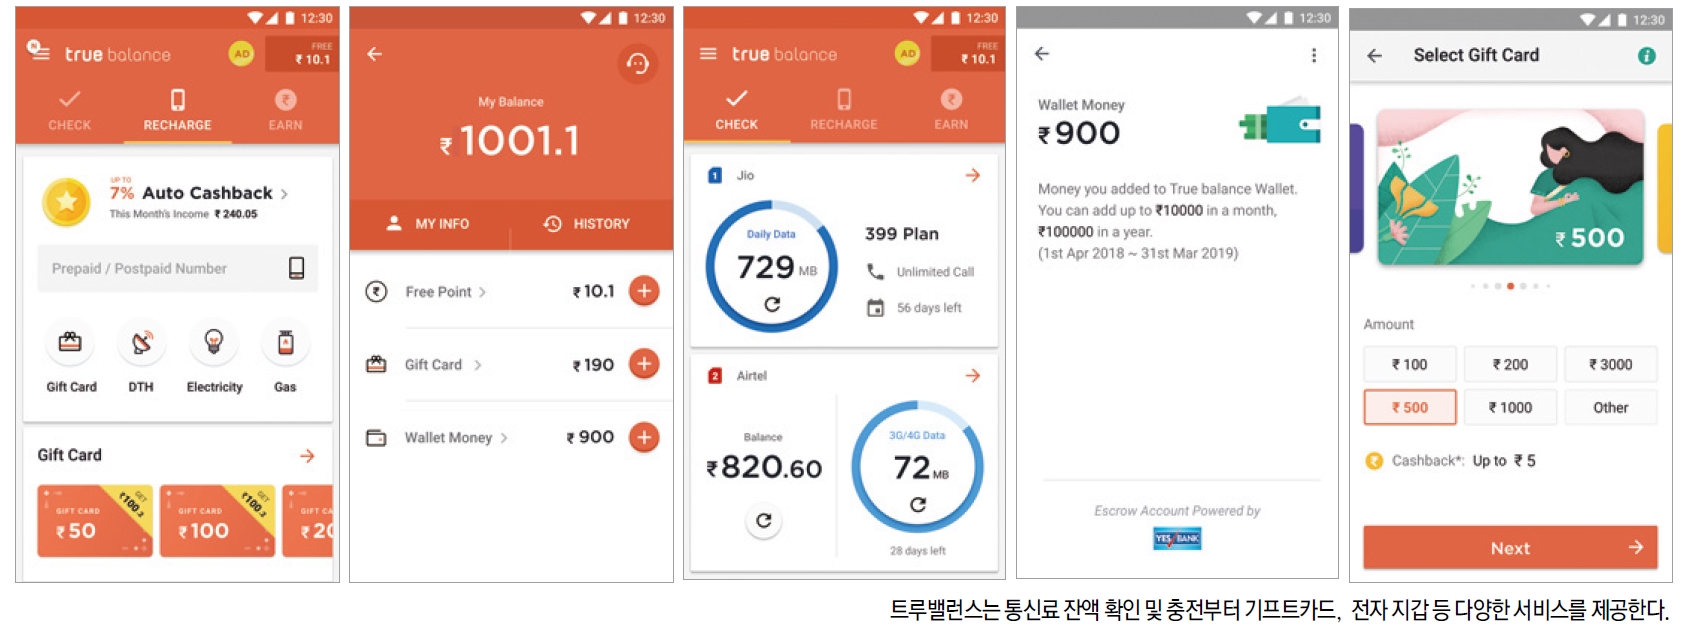 12:30
N
true balance
AD
FREE
₹ 10.1
CHECK
RECHARGE
EARN
UP TO
7% Auto Cashback >
This Month's Income ₹ 240.05
Prepaid / Postpaid Number
Gift Card
DTH
Electricity
Gas
Gift Card
GIFT CARD
₹ 50
GET
₹100.2
GIFT CARD
₹ 100
GET
₹100.2
GIFT CA
₹ 20
12:30
My Balance
₹ 1001.1
MY INFO
HISTORY
Free Point >
₹ 10.1
Gift Card >
₹ 190
Wallet Money >
₹ 900
12:30
true balance
AD
FREE
₹ 10.1
CHECK
RECHARGE
EARN
1 Jio
Daily Data
729 MB
399 Plan
Unlimited Call
56 days left
2 Airtel
Balance
₹820.60
3G/4G Data
72 MB
28 days left
12:30
Wallet Money
₹ 900
Money you added to True balance Wallet.
You can add up to ₹10000 in a month,
₹100000 in a year.
(1st Apr 2018 ~ 31st Mar 2019)
Escrow Account Powered by
YES BANK
12:30
Select Gift Card
i
₹ 500
Amount
₹ 100
₹ 200
₹ 3000
₹ 500
₹ 1000
Other
Cashback*: Up to ₹ 5
Next
트루밸런스는 통신료 잔액 확인 및 충전부터 기프트카드, 전자 지갑 등 다양한 서비스를 제공한다.